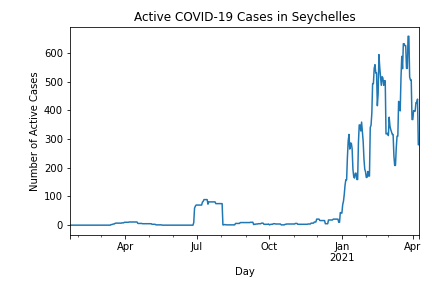 Active COVID-19 Cases in Seychelles
Number of Active Cases
600
500
400
300
200
100
0
Apr Jul Oct Jan Apr
2021
Day